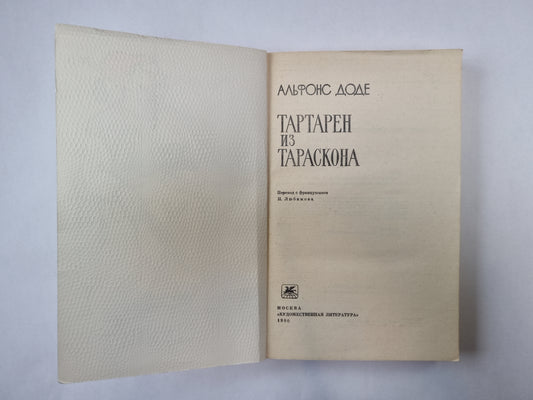 АЛЬФОНС ДОДЕ
ТАРТАРЕН
ИЗ
ТАРАСКОНА
Перевод с французского
Н. Любимова
МОСКВА
«ХУДОЖЕСТВЕННАЯ ЛИТЕРАТУРА»